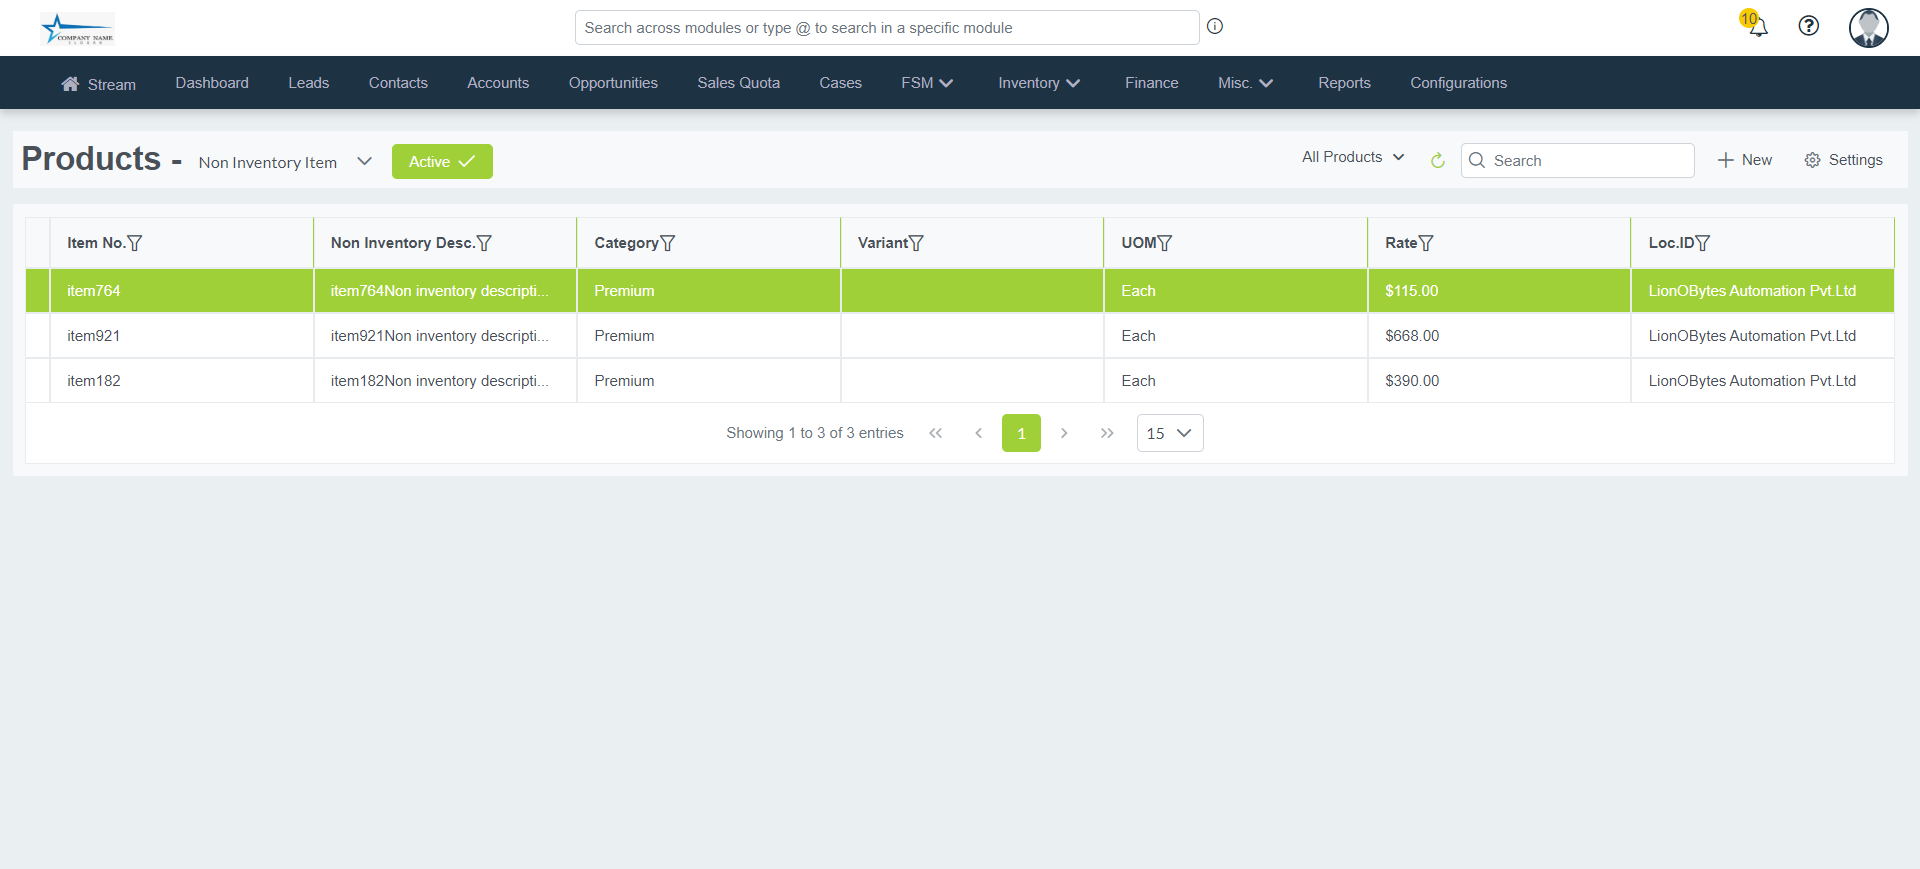 COMPANY NAME
Search across modules or type @ to search in a specific module
10
Stream Dashboard Leads Contacts Accounts Opportunities Sales Quota Cases FSM Inventory Finance Misc. Reports Configurations
Products - Non Inventory Item Active All Products Search New Settings
Item No. Non Inventory Desc. Category Variant UOM Rate Loc.ID
item764 item764Non inventory descripti... Premium Each $115.00 LionOBytes Automation Pvt.Ltd
item921 item921Non inventory descripti... Premium Each $668.00 LionOBytes Automation Pvt.Ltd
item182 item182Non inventory descripti... Premium Each $390.00 LionOBytes Automation Pvt.Ltd
Showing 1 to 3 of 3 entries 1 15